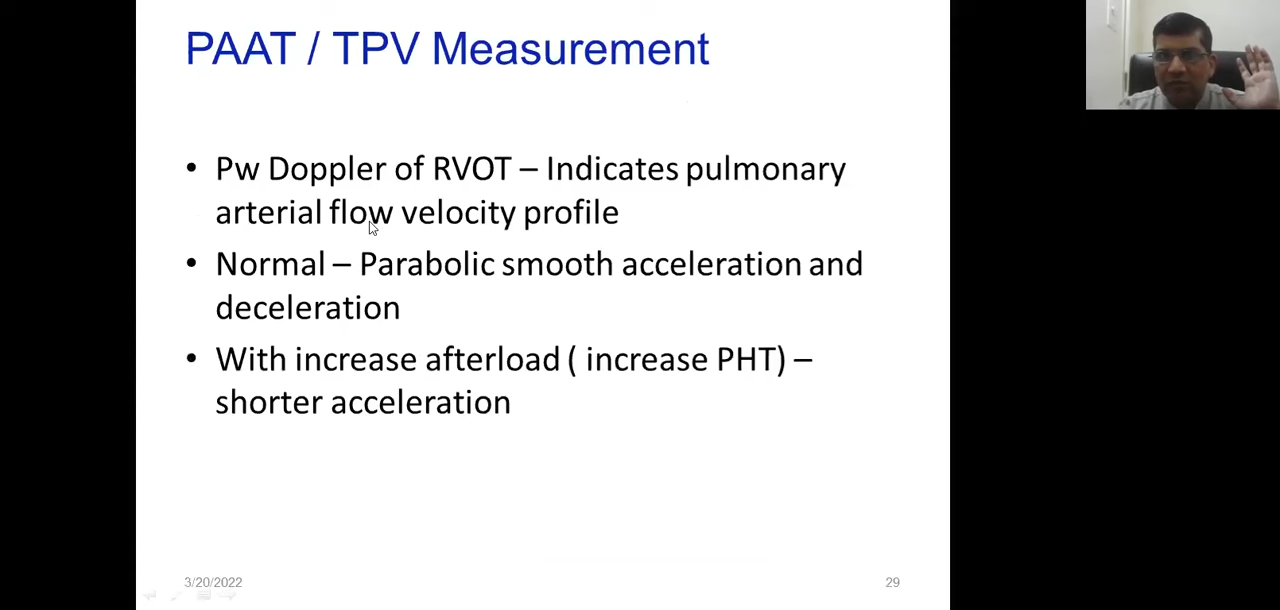 PAAT / TPV Measurement
• Pw Doppler of RVOT – Indicates pulmonary
arterial flow velocity profile
• Normal – Parabolic smooth acceleration and
deceleration
• With increase afterload ( increase PHT) –
shorter acceleration
3/20/2022
29